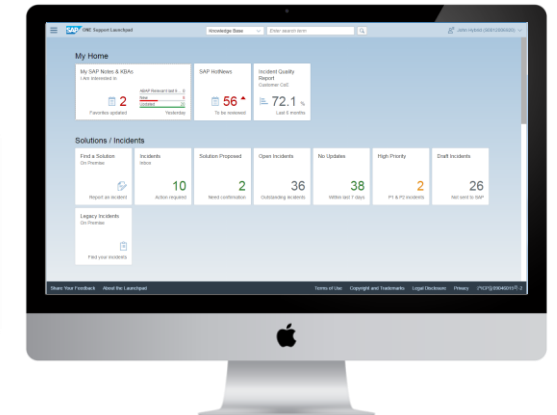 SAP ONE Support Launchpad
Knowledge Base
Enter search term
My Home
My SAP Notes & KBAs
I am interested in
2
Favorites updated
Yesterday
SAP HotNews
56
To be reviewed
Incident Quality Report
Customer CoE
72.1 %
Last 6 months
Solutions / Incidents
Find a Solution
On Premise
Report an incident
Incidents
10
Action required
Solution Proposed
2
Need confirmation
Open Incidents
36
Outstanding incidents
No Updates
38
Within last 7 days
High Priority
2
P1 & P2 incidents
Draft Incidents
26
Not sent to SAP
Legacy Incidents
On Premise
Find your incidents
Share Your Feedback
About the Launchpad
Terms of Use
Copyright and Trademarks
Legal Disclosure
Privacy